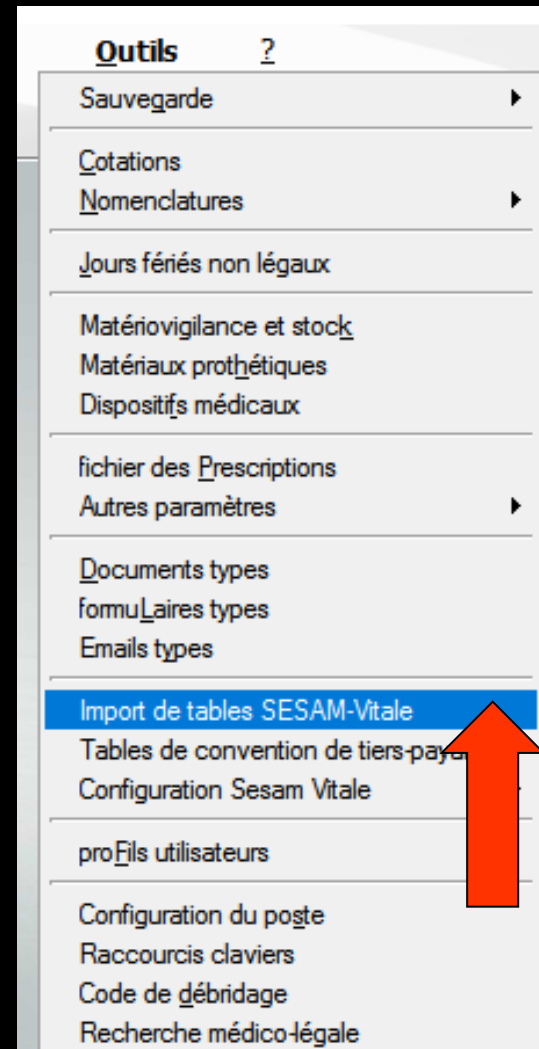 Outils ?
Sauvegarde
Cotations
Nomenclatures
Jours fériés non légaux
Matériovigilance et stock
Matériaux prothétiques
Dispositifs médicaux
fichier des Prescriptions
Autres paramètres
Documents types
formuLaires types
Emails types
Import de tables SESAM-Vitale
Tables de convention de
Configuration Sesam Vitale
proFils utilisateurs
Configuration du poste
Raccourcis claviers
Code de débridage
Recherche médico-légale